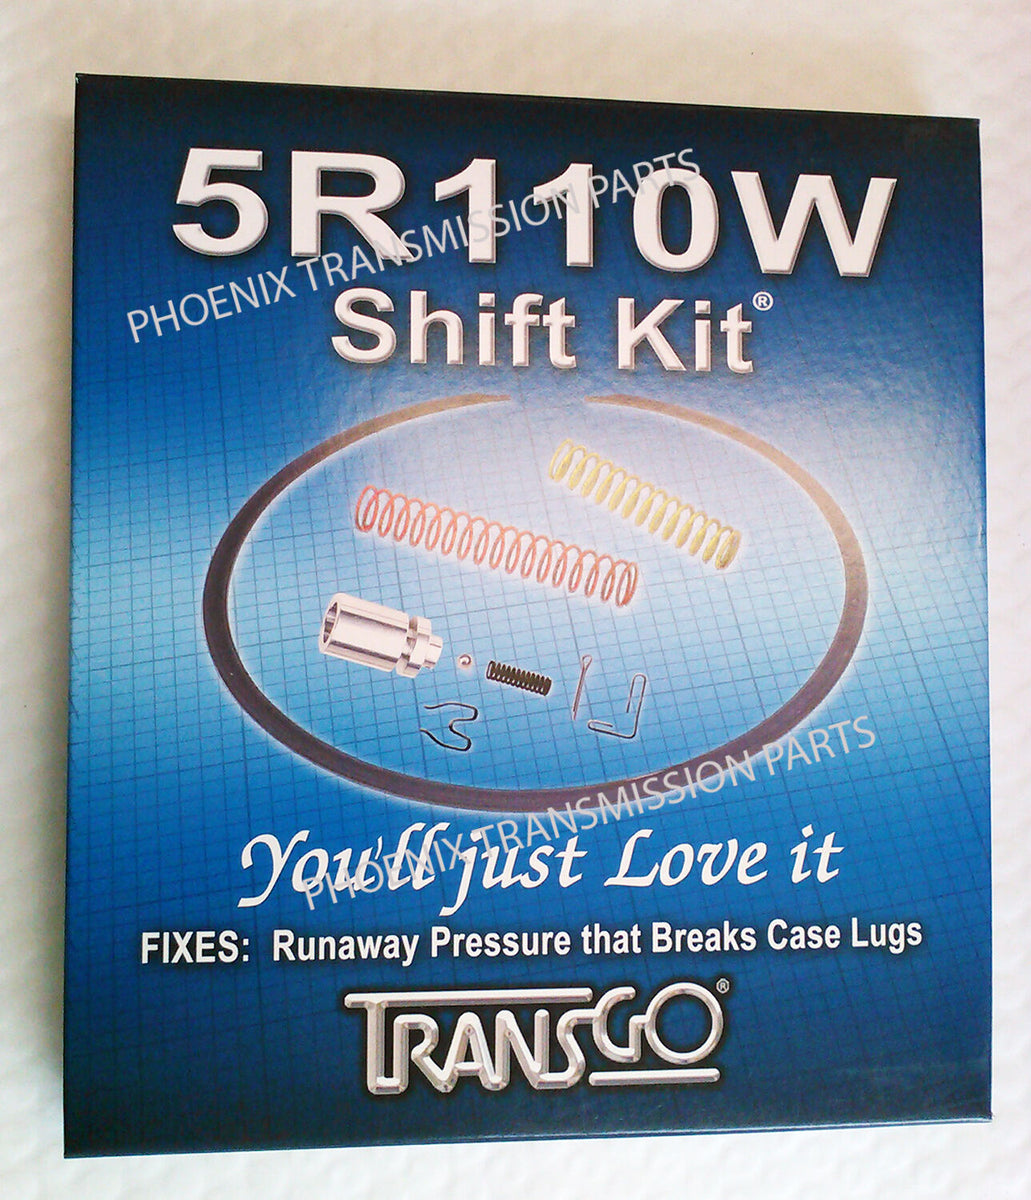 5R110W
PHOENIX TRANSMISSION PARTS
Shift Kit®
You'll just Love it
PHOENIX TRANSMISSION PARTS
FIXES: Runaway Pressure that Breaks Case Lugs
TRANSGO®